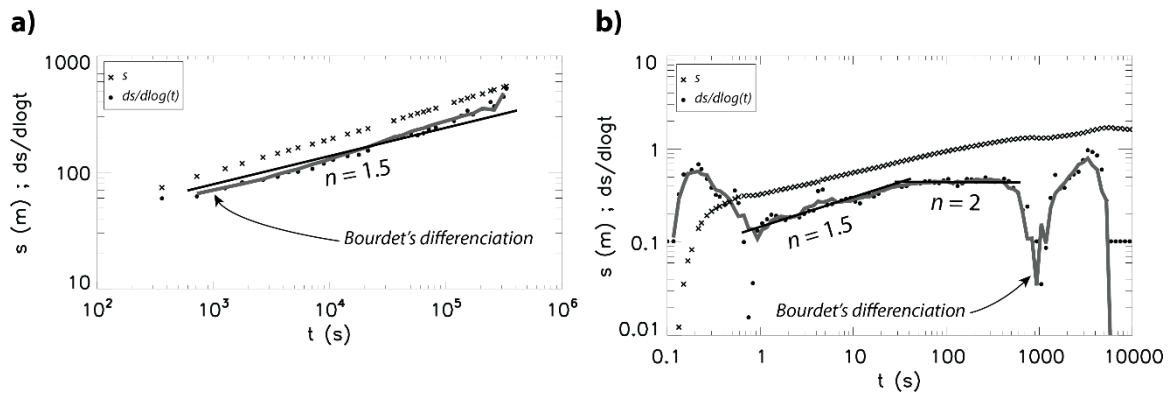 a)
1000
100
10
s (m) ; ds/dlogt
s
ds/dlog(t)
n = 1.5
Bourdet's differenciation
10²
10³
10⁴
10⁵
10⁶
t (s)
b)
10
1
0.1
0.01
s (m) ; ds/dlogt
s
ds/dlog(t)
n = 1.5
n = 2
Bourdet's differenciation
0.1
1
10
100
1000
10000
t (s)